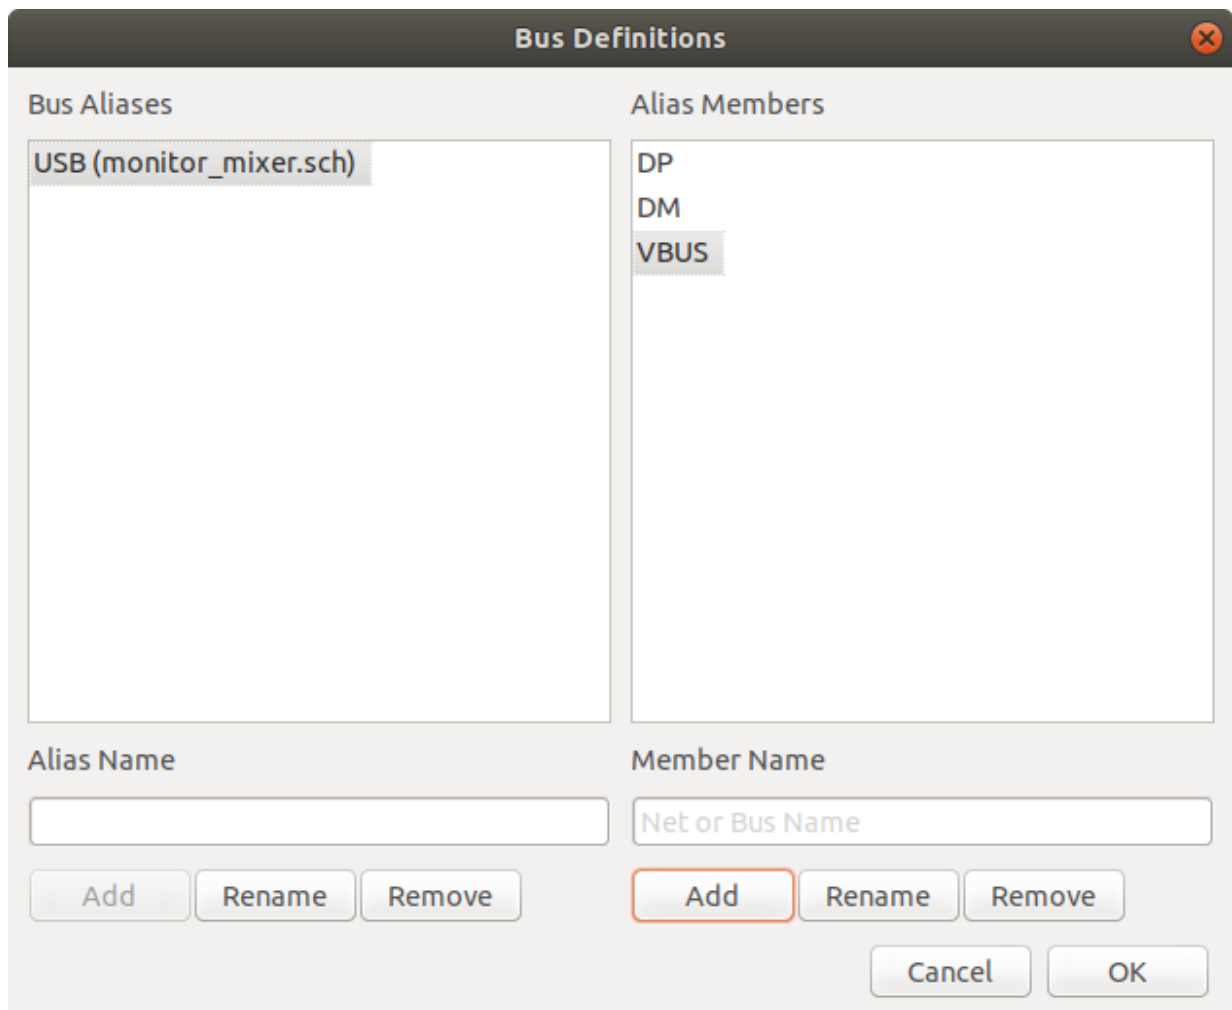 Bus Definitions
Bus Aliases
Alias Members
USB (monitor_mixer.sch)
DP
DM
VBUS
Alias Name
Member Name
Net or Bus Name
Add Rename Remove
Add Rename Remove
Cancel OK